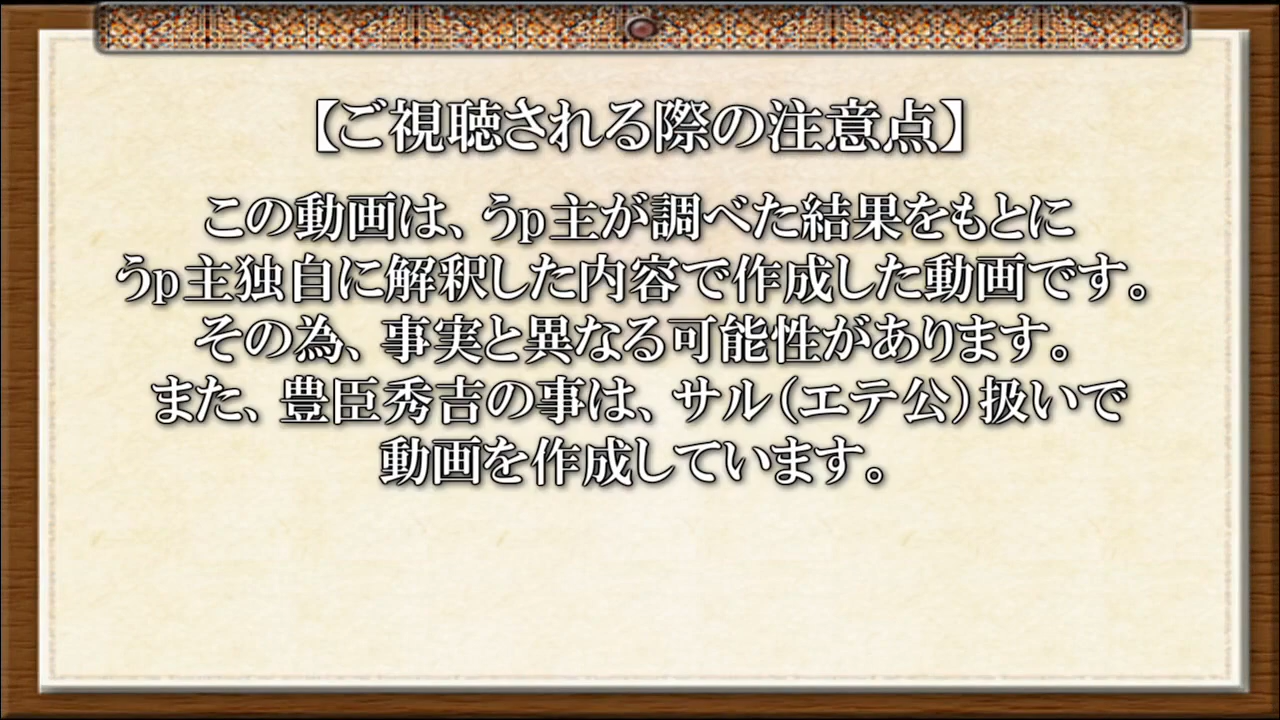 【ご視聴される際の注意点】
この動画は、うp主が調べた結果をもとに
うp主独自に解釈した内容で作成した動画です。
その為、事実と異なる可能性があります。
また、豊臣秀吉の事は、サル（エテ公）扱いで
動画を作成しています。